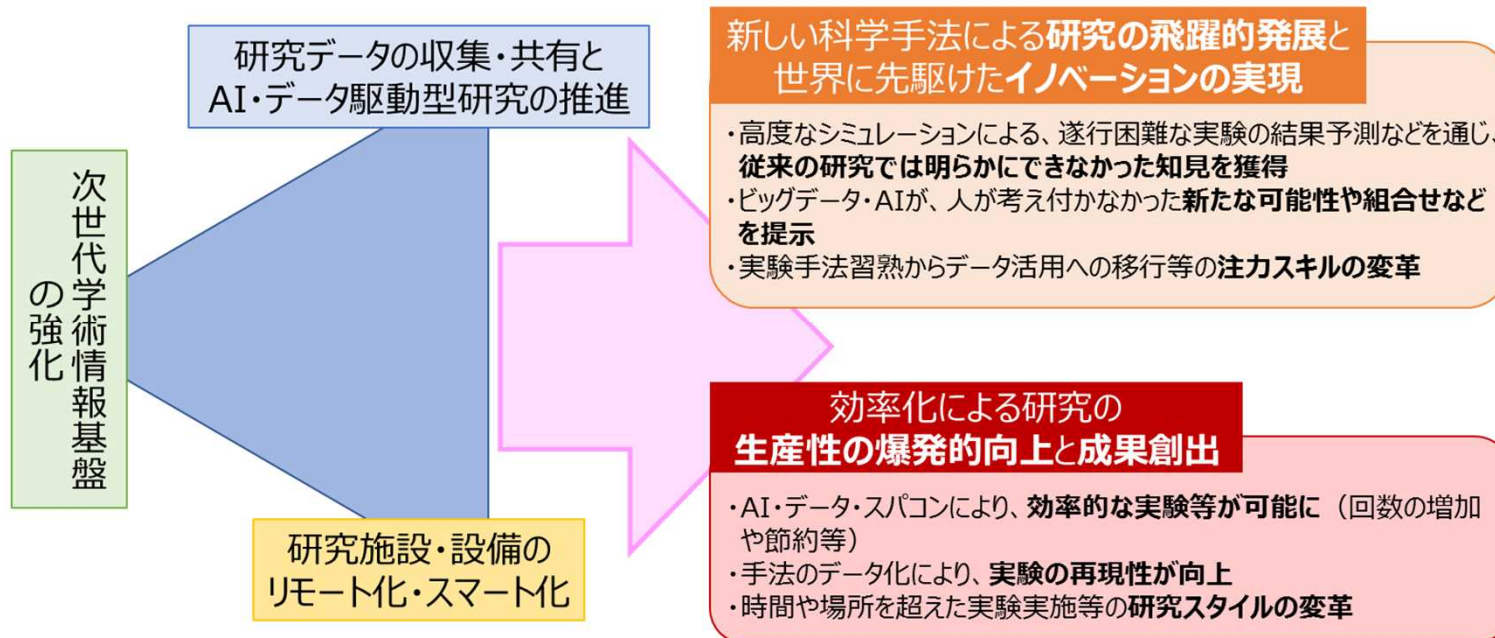 研究データの収集・共有と
AI・データ駆動型研究の推進
次世代学術情報基盤
の強化
研究施設・設備の
リモート化・スマート化
新しい科学手法による研究の飛躍的発展と
世界に先駆けたイノベーションの実現
・高度なシミュレーションによる、遂行困難な実験の結果予測などを通じ、
従来の研究では明らかにできなかった知見を獲得
・ビッグデータ・AIが、人が考え付かなかった新たな可能性や組合せなど
を提示
・実験手法習熟からデータ活用への移行等の注力スキルの変革
効率化による研究の
生産性の爆発的向上と成果創出
・AI・データ・スパコンにより、効率的な実験等が可能に（回数の増加
や節約等）
・手法のデータ化により、実験の再現性が向上
・時間や場所を超えた実験実施等の研究スタイルの変革